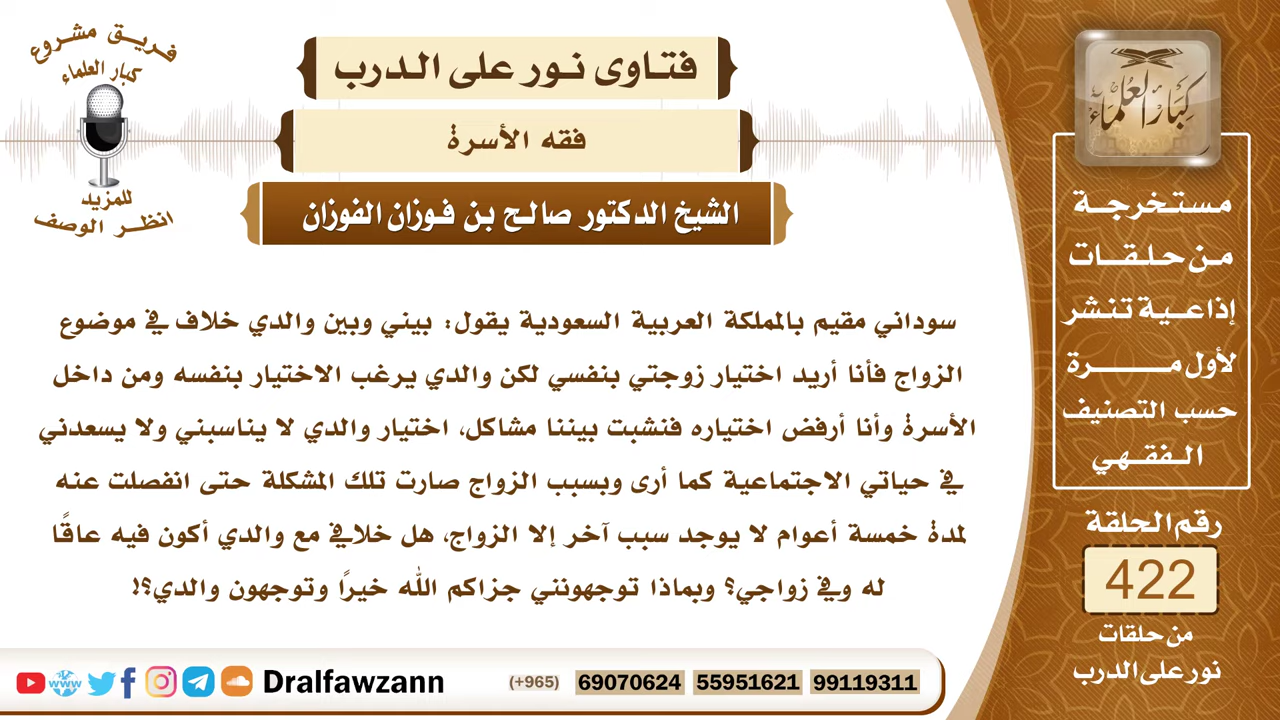 فريق مشروع
كبار العلماء
للمزيد
انظر الوصف
فتاوى نور على الدرب
فقه الأسرة
الشيخ الدكتور صالح بن فوزان الفوزان
سوداني مقيم بالمملكة العربية السعودية يقول: بيني وبين والدي خلاف في موضوع
الزواج فأنا أريد اختيار زوجتي بنفسي لكن والدي يرغب الاختيار بنفسه ومن داخل
الأسرة وأنا أرفض اختياره فنشبت بيننا مشاكل، اختيار والدي لا يناسبني ولا يسعدني
في حياتي الاجتماعية كما أرى وبسبب الزواج صارت تلك المشكلة حتى انفصلت عنه
لمدة خمسة أعوام لا يوجد سبب آخر إلا الزواج، هل خلافي مع والدي أكون فيه عاقًا
له وفي زواجي؟ وبماذا توجهونني جزاكم الله خيرًا وتوجهون والدي؟!
كبار العلماء
مستخرجة
من حلقات
إذاعية تنشر
لأول مرة
حسب التصنيف
الفقهي
رقم الحلقة
422
من حلقات
نور على الدرب
www Dralfawzann (+965) 69070624 55951621 99119311